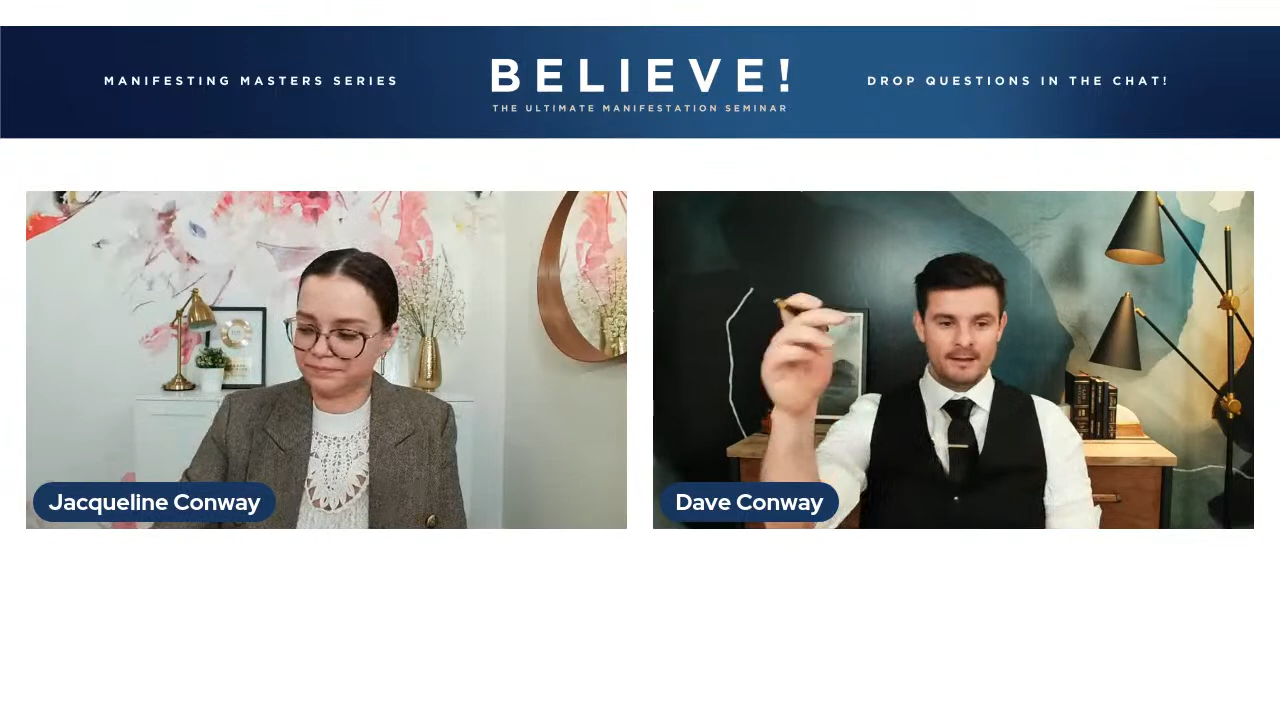 MANIFESTING MASTERS SERIES
BELIEVE!
THE ULTIMATE MANIFESTATION SEMINAR
DROP QUESTIONS IN THE CHAT!
Jacqueline Conway
Dave Conway